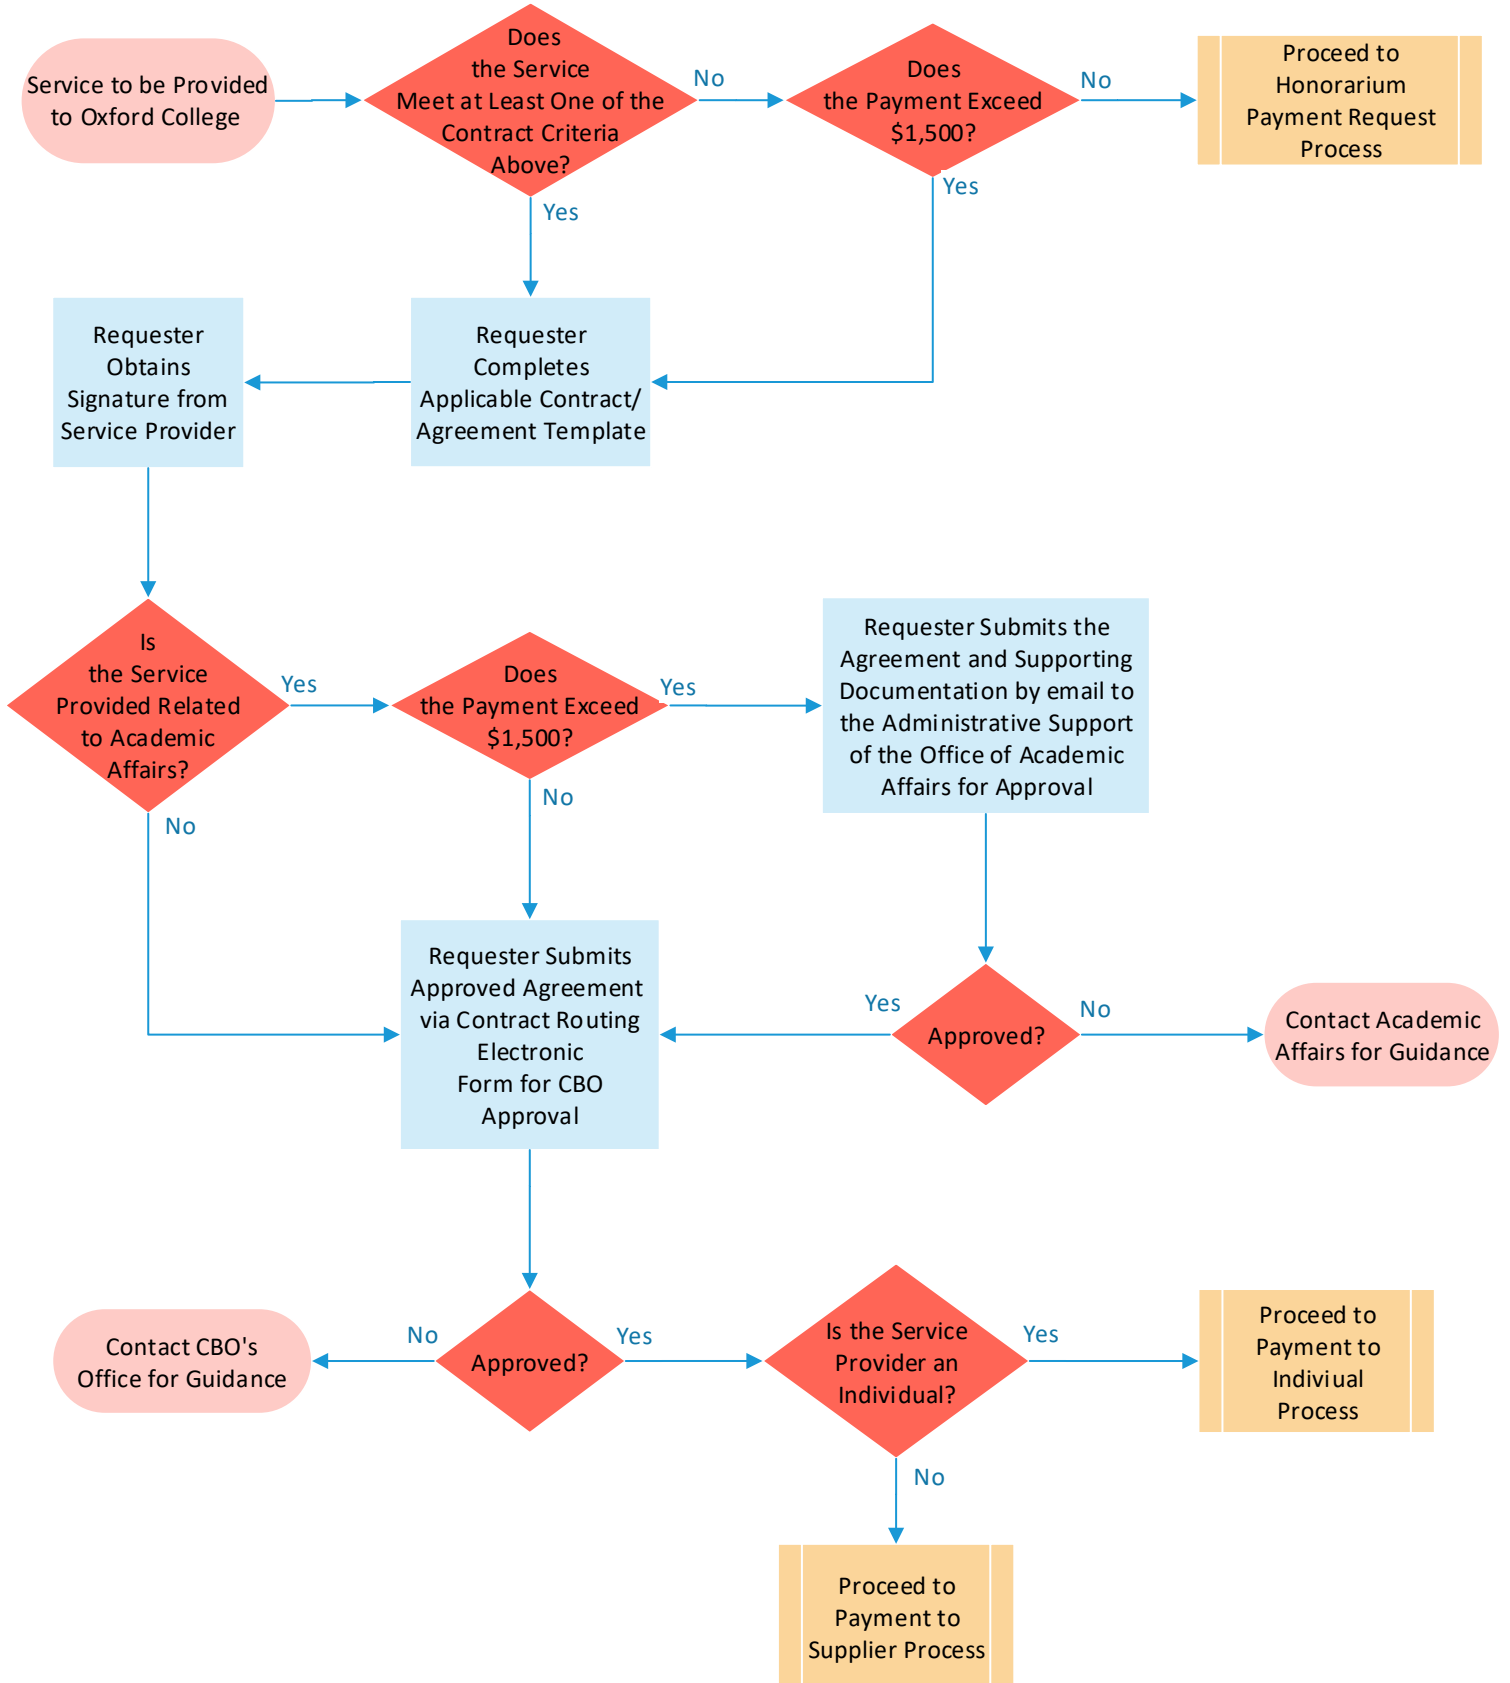 Service to be Provided
to Oxford College
Does
the Service
Meet at Least One of the
Contract Criteria
Above?
No
Yes
Does
the Payment Exceed
$1,500?
No
Yes
Proceed to
Honorarium
Payment Request
Process
Requester
Obtains
Signature from
Service Provider
Requester
Completes
Applicable Contract/
Agreement Template
Is
the Service
Provided Related
to Academic
Affairs?
Yes
No
Does
the Payment Exceed
$1,500?
Yes
No
Requester Submits the
Agreement and Supporting
Documentation by email to
the Administrative Support
of the Office of Academic
Affairs for Approval
Requester Submits
Approved Agreement
via Contract Routing
Electronic
Form for CBO
Approval
Yes
Approved?
No
Contact Academic
Affairs for Guidance
Contact CBO's
Office for Guidance
No
Approved?
Yes
Is the Service
Provider an
Individual?
Yes
No
Proceed to
Payment to
Indiviual
Process
Proceed to
Payment to
Supplier Process